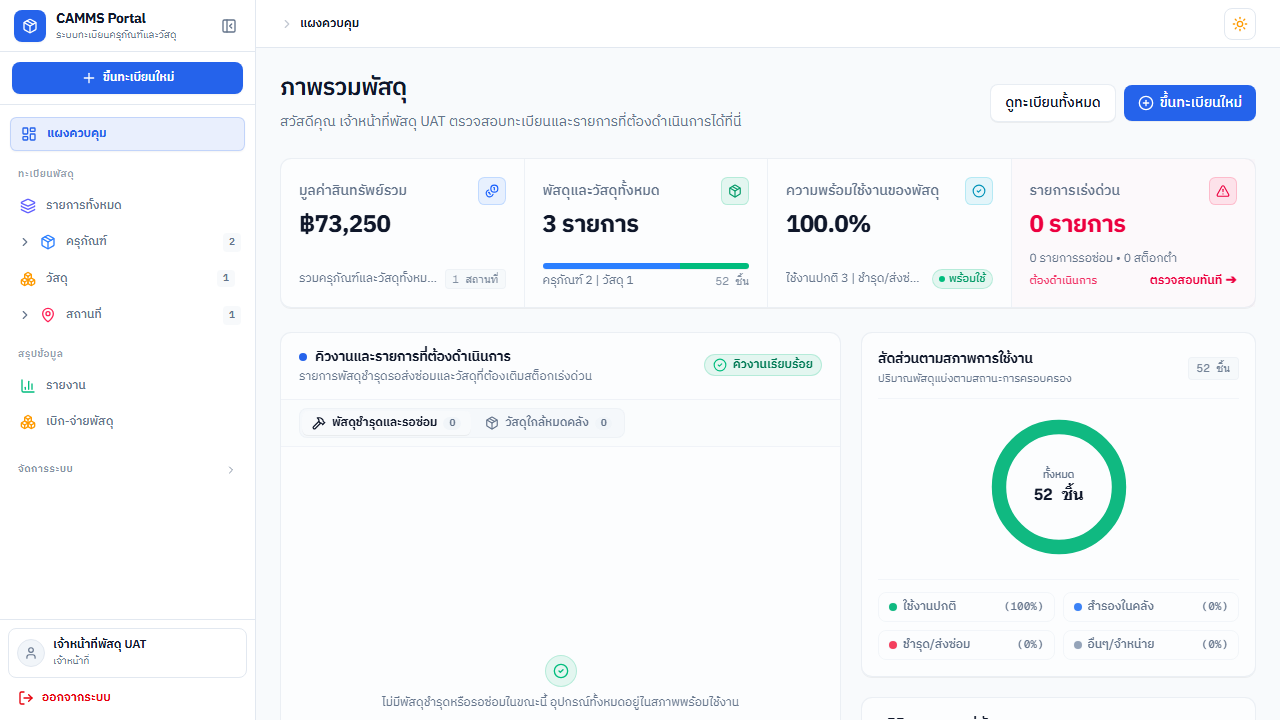 CAMMS Portal
ระบบทะเบียนครุภัณฑ์และวัสดุ
ขึ้นทะเบียนใหม่
แผงควบคุม
ทะเบียนพัสดุ
รายการทั้งหมด
ครุภัณฑ์ 2
วัสดุ 1
สถานที่ 1
สรุปข้อมูล
รายงาน
เบิก-จ่ายพัสดุ
จัดการระบบ
เจ้าหน้าที่พัสดุ UAT
เจ้าหน้าที่
ออกจากระบบ
แผงควบคุม
ภาพรวมพัสดุ
สวัสดีคุณ เจ้าหน้าที่พัสดุ UAT ตรวจสอบทะเบียนและรายการที่ต้องดำเนินการได้ที่นี่
ดูทะเบียนทั้งหมด
ขึ้นทะเบียนใหม่
มูลค่าสินทรัพย์รวม
฿73,250
รวมครุภัณฑ์และวัสดุทั้งหม... 1 สถานที่
พัสดุและวัสดุทั้งหมด
3 รายการ
ครุภัณฑ์ 2 | วัสดุ 1 52 ชิ้น
ความพร้อมใช้งานของพัสดุ
100.0%
ใช้งานปกติ 3 | ชำรุด/ส่งซ่... พร้อมใช้
รายการเร่งด่วน
0 รายการ
0 รายการรอซ่อม • 0 สต็อกต่ำ
ต้องดำเนินการ ตรวจสอบทันที ➔
คิวงานและรายการที่ต้องดำเนินการ
รายการพัสดุชำรุดรอส่งซ่อมและวัสดุที่ต้องเติมสต็อกเร่งด่วน
คิวงานเรียบร้อย
พัสดุชำรุดและรอซ่อม 0
วัสดุใกล้หมดคลัง 0
ไม่มีพัสดุชำรุดหรือรอซ่อมในขณะนี้ อุปกรณ์ทั้งหมดอยู่ในสภาพพร้อมใช้งาน
สัดส่วนตามสภาพการใช้งาน
ปริมาณพัสดุแบ่งตามสถานะการครอบครอง
52 ชิ้น
ทั้งหมด
52 ชิ้น
ใช้งานปกติ (100%)
สำรองในคลัง (0%)
ชำรุด/ส่งซ่อม (0%)
อื่นๆ/จำหน่าย (0%)